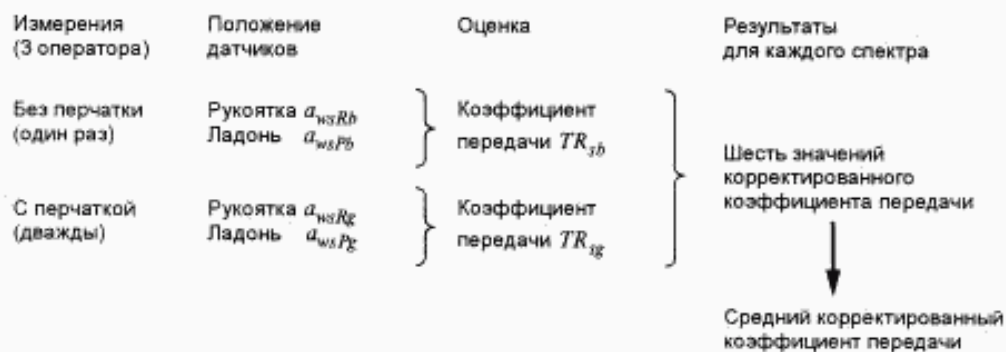 Измерения
(3 оператора)
Положение
датчиков
Оценка
Результаты
для каждого спектра
Без перчатки
(один раз)
Рукоятка a_wsRb
Ладонь a_wsPb
Коэффициент
передачи TR_sb
С перчаткой
(дважды)
Рукоятка a_wsRg
Ладонь a_wsPg
Коэффициент
передачи TR_sg
Шесть значений
корректированного
коэффициента передачи
Средний корректированный
коэффициент передачи